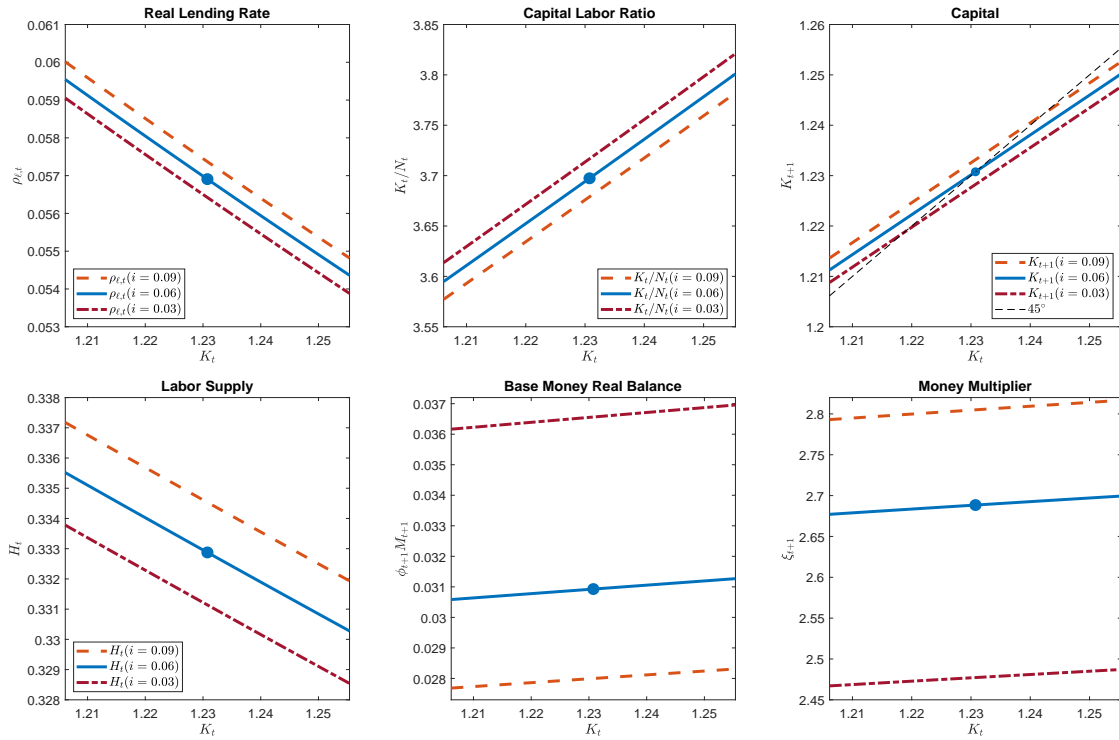 Real Lending Rate
0.061
0.06
0.059
0.058
0.057
0.056
0.055
0.054
0.053
ρℓ,t
ρℓ,t(i = 0.09)
ρℓ,t(i = 0.06)
ρℓ,t(i = 0.03)
1.21 1.22 1.23 1.24 1.25
Kt
Capital Labor Ratio
3.85
3.8
3.75
3.7
3.65
3.6
3.55
Kt/Nt
Kt/Nt(i = 0.09)
Kt/Nt(i = 0.06)
Kt/Nt(i = 0.03)
1.21 1.22 1.23 1.24 1.25
Kt
Capital
1.26
1.25
1.24
1.23
1.22
1.21
1.2
Kt+1
Kt+1(i = 0.09)
Kt+1(i = 0.06)
Kt+1(i = 0.03)
45°
1.21 1.22 1.23 1.24 1.25
Kt
Labor Supply
0.338
0.337
0.336
0.335
0.334
0.333
0.332
0.331
0.33
0.329
0.328
Ht
Ht(i = 0.09)
Ht(i = 0.06)
Ht(i = 0.03)
1.21 1.22 1.23 1.24 1.25
Kt
Base Money Real Balance
0.037
0.036
0.035
0.034
0.033
0.032
0.031
0.03
0.029
0.028
ϕt+1Mt+1
1.21 1.22 1.23 1.24 1.25
Kt
Money Multiplier
2.8
2.75
2.7
2.65
2.6
2.55
2.5
2.45
ξt+1
1.21 1.22 1.23 1.24 1.25
Kt